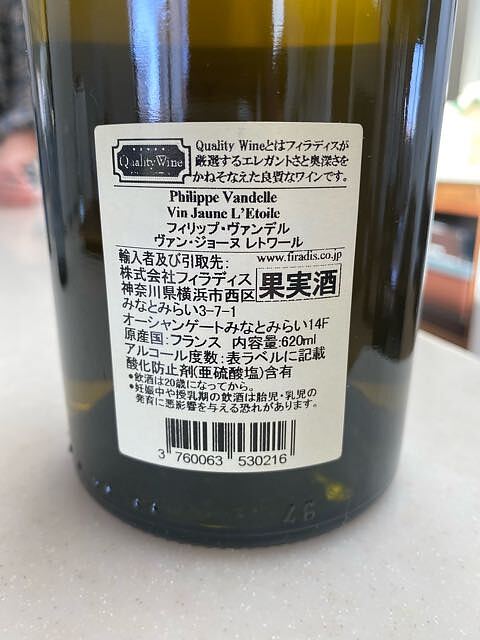 Quality Wine
Quality Wineとはフィラディスが
厳選するエレガントさと奥深さを
かねそなえた良質なワインです。
Philippe Vandelle
Vin Jaune L'Etoile
フィリップ・ヴァンデル
ヴァン・ジョーヌ レトワール
輸入者及び引取先:
www.firadis.co.jp
株式会社フィラディス
果実酒
神奈川県横浜市西区
みなとみらい3-7-1
オーシャンゲートみなとみらい14F
原産国:フランス 内容量:620ml
アルコール度数:表ラベルに記載
酸化防止剤(亜硫酸塩)含有
●飲酒は20歳になってから。
●妊娠中や授乳期の飲酒は胎児・乳児の
発育に悪影響を与える恐れがあります。
3 760063 530216
97